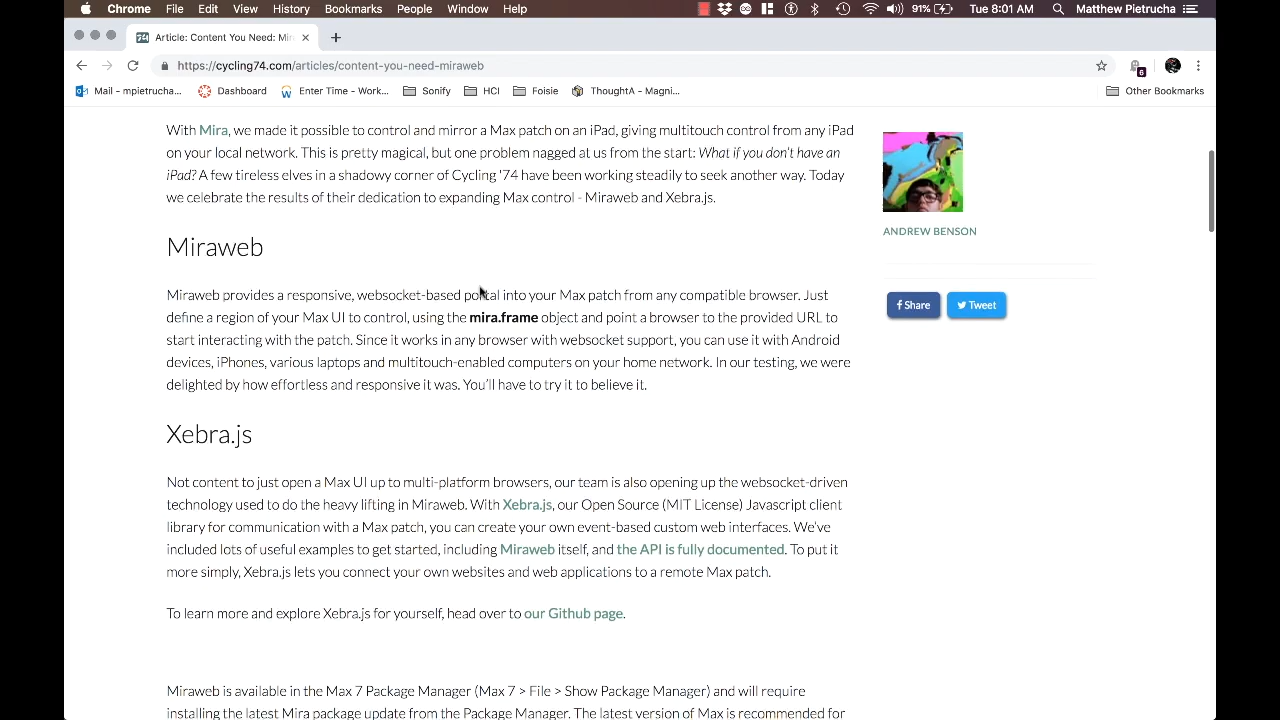 Chrome File Edit View History Bookmarks People Window Help 91% Tue 8:01 AM Matthew Pietrucha
Article: Content You Need: Mir
https://cycling74.com/articles/content-you-need-miraweb
6
Mail - mpietrucha... Dashboard Enter Time - Work... Sonify HCI Foisie ThoughtA - Magni... Other Bookmarks
With Mira, we made it possible to control and mirror a Max patch on an iPad, giving multitouch control from any iPad
on your local network. This is pretty magical, but one problem nagged at us from the start: What if you don't have an
iPad? A few tireless elves in a shadowy corner of Cycling '74 have been working steadily to seek another way. Today
we celebrate the results of their dedication to expanding Max control - Miraweb and Xebra.js.
ANDREW BENSON
Share Tweet
Miraweb
Miraweb provides a responsive, websocket-based portal into your Max patch from any compatible browser. Just
define a region of your Max UI to control, using the mira.frame object and point a browser to the provided URL to
start interacting with the patch. Since it works in any browser with websocket support, you can use it with Android
devices, iPhones, various laptops and multitouch-enabled computers on your home network. In our testing, we were
delighted by how effortless and responsive it was. You'll have to try it to believe it.
Xebra.js
Not content to just open a Max UI up to multi-platform browsers, our team is also opening up the websocket-driven
technology used to do the heavy lifting in Miraweb. With Xebra.js, our Open Source (MIT License) Javascript client
library for communication with a Max patch, you can create your own event-based custom web interfaces. We've
included lots of useful examples to get started, including Miraweb itself, and the API is fully documented. To put it
more simply, Xebra.js lets you connect your own websites and web applications to a remote Max patch.
To learn more and explore Xebra.js for yourself, head over to our Github page.
Miraweb is available in the Max 7 Package Manager (Max 7 > File > Show Package Manager) and will require
installing the latest Mira package update from the Package Manager. The latest version of Max is recommended for